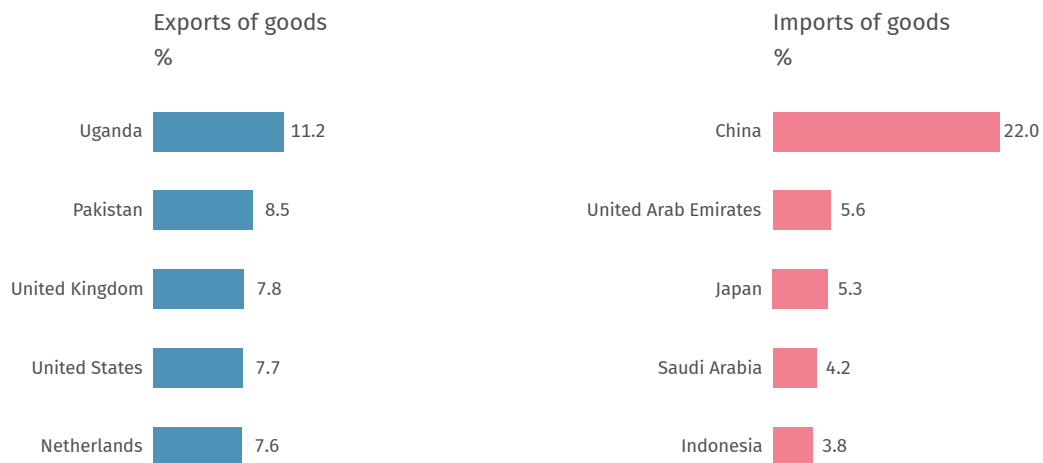 Exports of goods
%
Uganda 11.2
Pakistan 8.5
United Kingdom 7.8
United States 7.7
Netherlands 7.6
Imports of goods
%
China 22.0
United Arab Emirates 5.6
Japan 5.3
Saudi Arabia 4.2
Indonesia 3.8